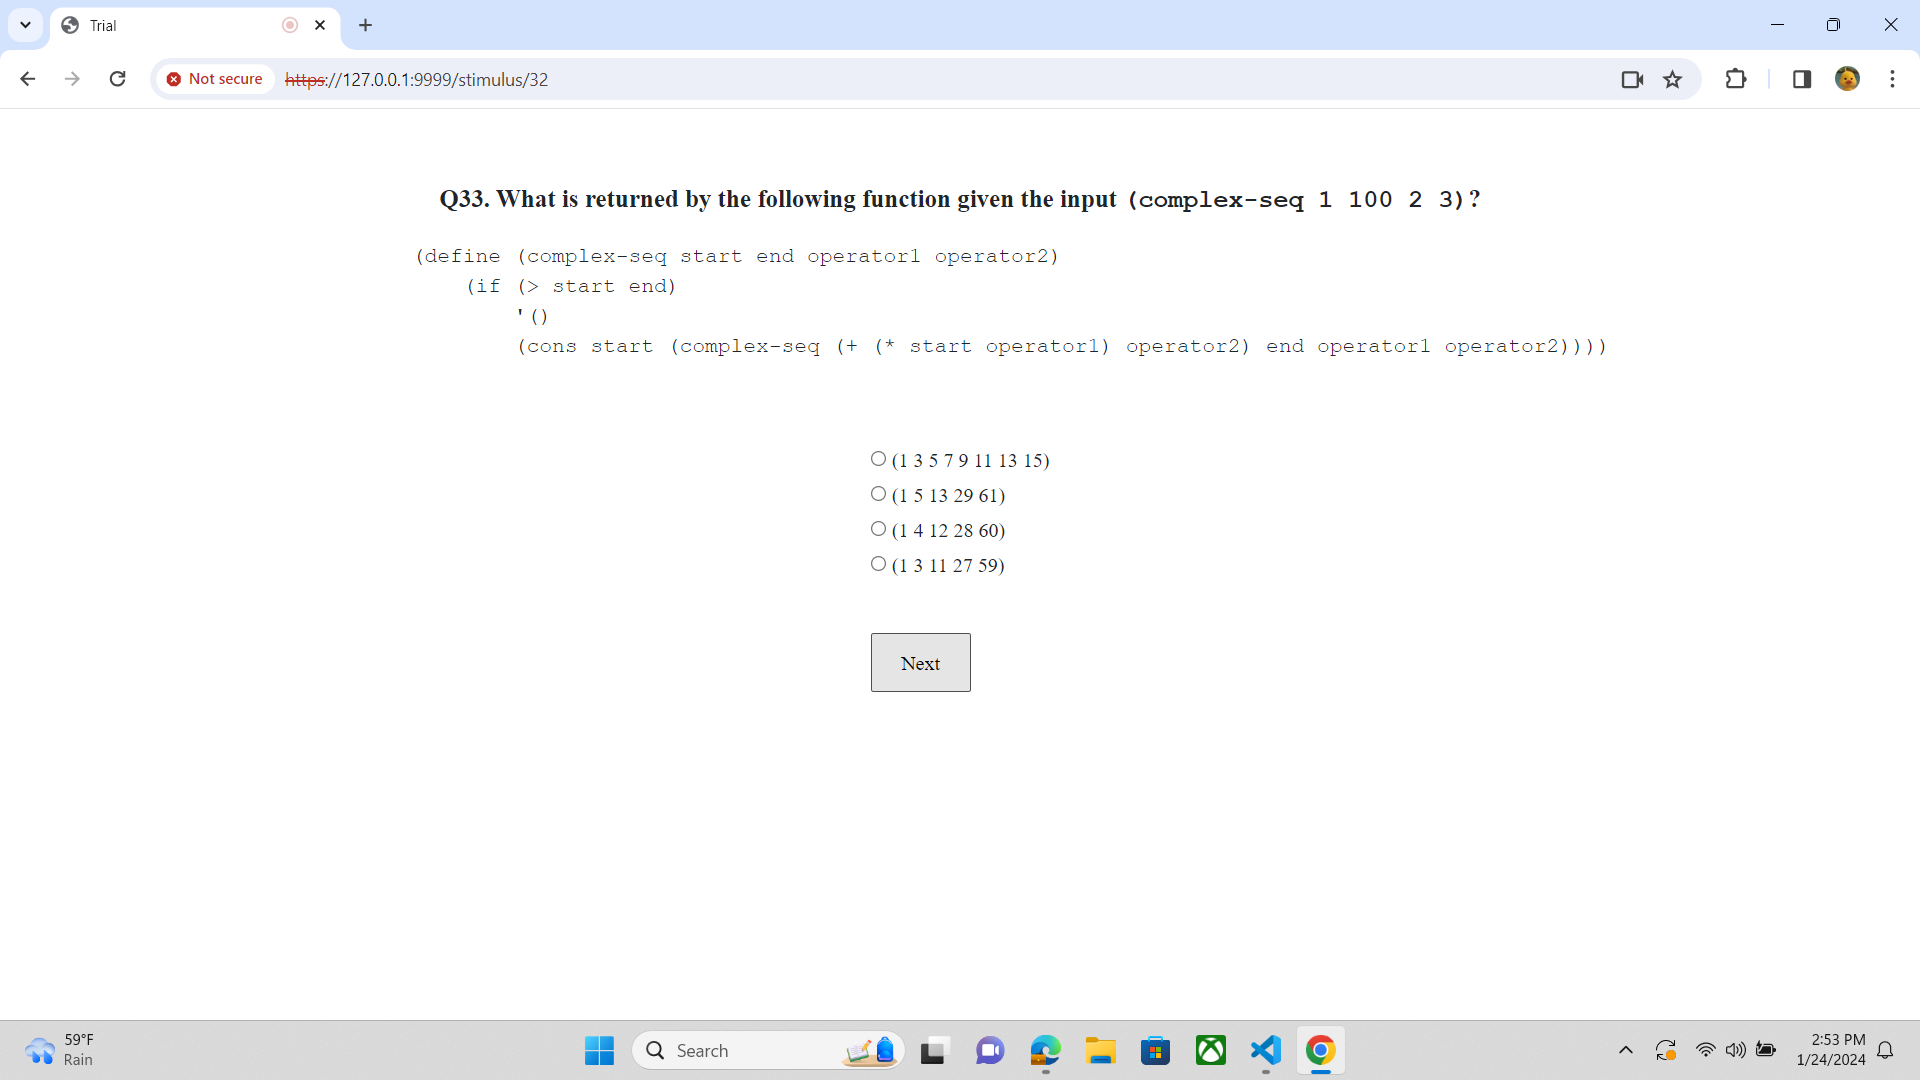 Trial
Not secure https://127.0.0.1:9999/stimulus/32
Q33. What is returned by the following function given the input (complex-seq 1 100 2 3)?
(define (complex-seq start end operator1 operator2)
(if (> start end)
'()
(cons start (complex-seq (+ (* start operator1) operator2) end operator1 operator2))))
(1 3 5 7 9 11 13 15)
(1 5 13 29 61)
(1 4 12 28 60)
(1 3 11 27 59)
Next
59°F
Rain
Search
2:53 PM
1/24/2024